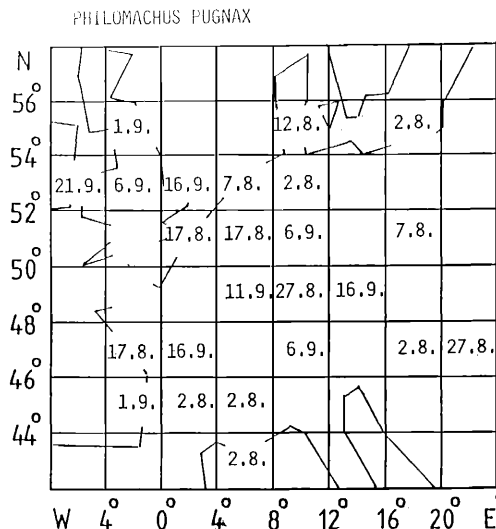 PHILOMACHUS PUGNAX
N
56°
1.9. 12.8. 2.8.
54°
21.9. 6.9. 16.9. 7.8. 2.8.
52°
17.8. 17.8. 6.9. 7.8.
50°
11.9. 27.8. 16.9.
48°
17.8. 16.9. 6.9. 2.8. 27.8.
46°
1.9. 2.8. 2.8.
44°
2.8.
W 4° 0° 4° 8° 12° 16° 20° E